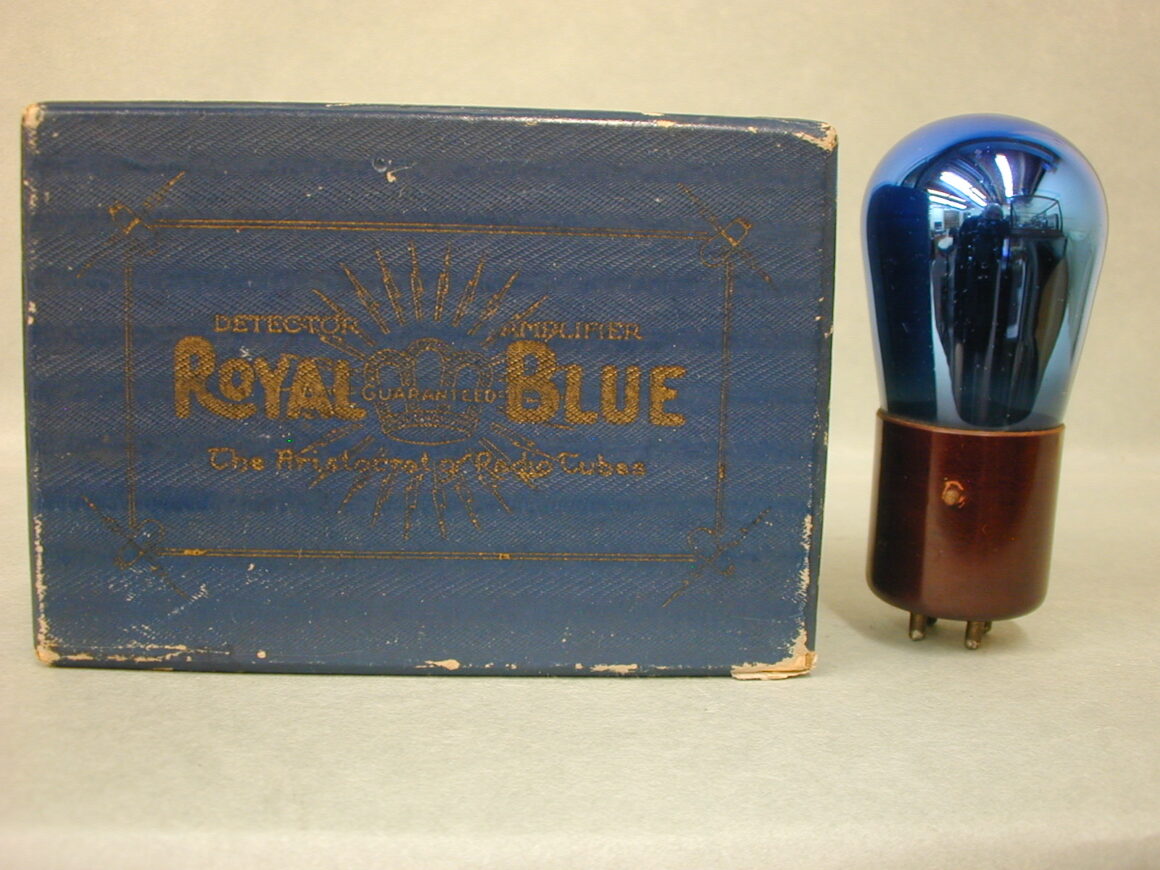 DETECTOR AMPLIFIER
ROYAL GUARANTEED BLUE
The Aristocrat of Radio Tubes